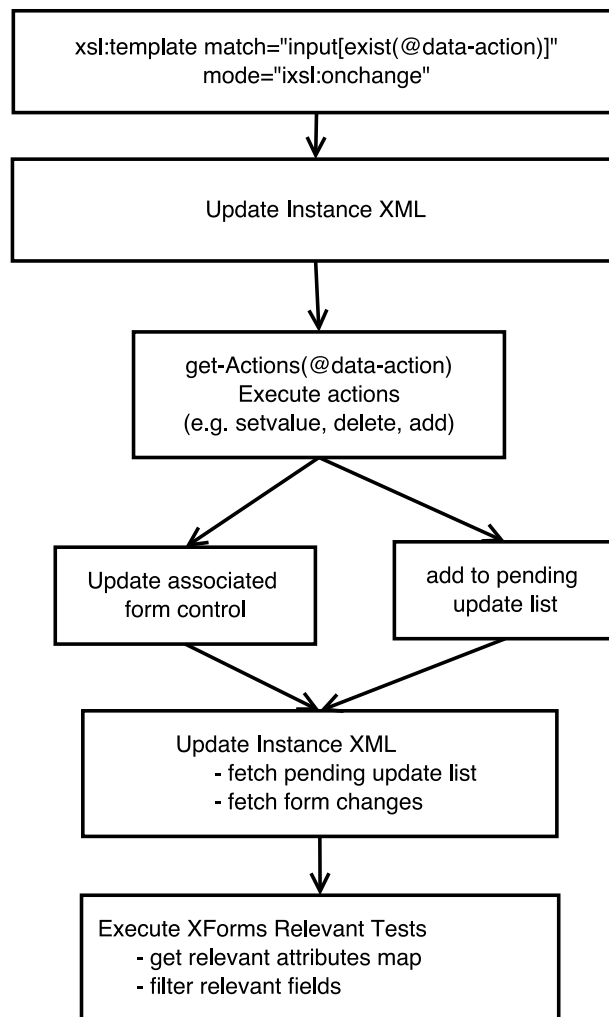 xsl:template match="input[exist(@data-action)]"
mode="ixsl:onchange"
Update Instance XML
get-Actions(@data-action)
Execute actions
(e.g. setvalue, delete, add)
Update associated
form control
add to pending
update list
Update Instance XML
- fetch pending update list
- fetch form changes
Execute XForms Relevant Tests
- get relevant attributes map
- filter relevant fields